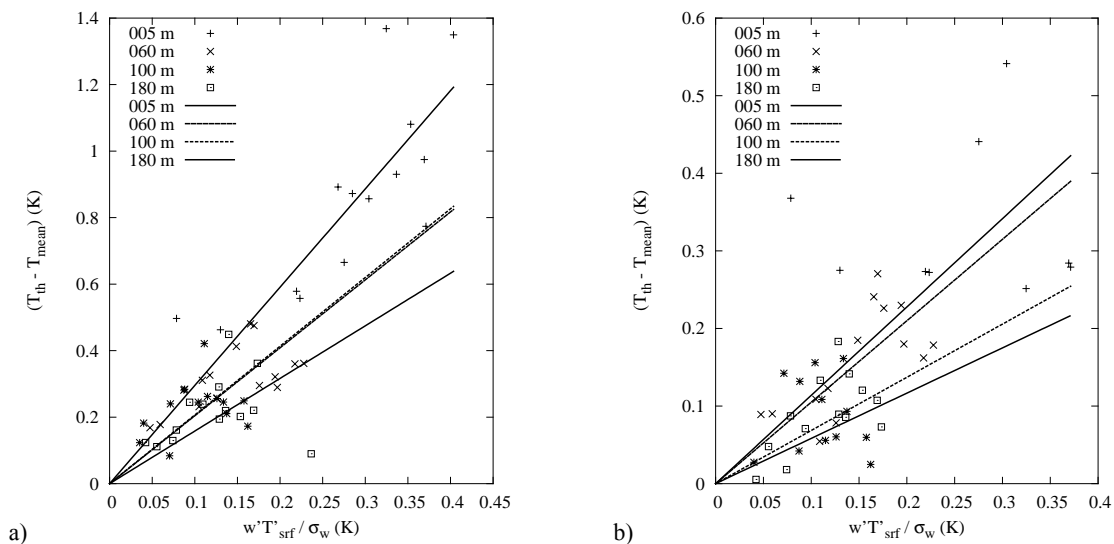 1.4
1.2
1
0.8
0.6
0.4
0.2
0
005 m
060 m
100 m
180 m
005 m
060 m
100 m
180 m
(T_th - T_mean) (K)
0 0.05 0.1 0.15 0.2 0.25 0.3 0.35 0.4 0.45
w'T'_srf / σ_w (K)
a)
0.6
0.5
0.4
0.3
0.2
0.1
0
005 m
060 m
100 m
180 m
005 m
060 m
100 m
180 m
(T_th - T_mean) (K)
0 0.05 0.1 0.15 0.2 0.25 0.3 0.35 0.4
w'T'_srf / σ_w (K)
b)